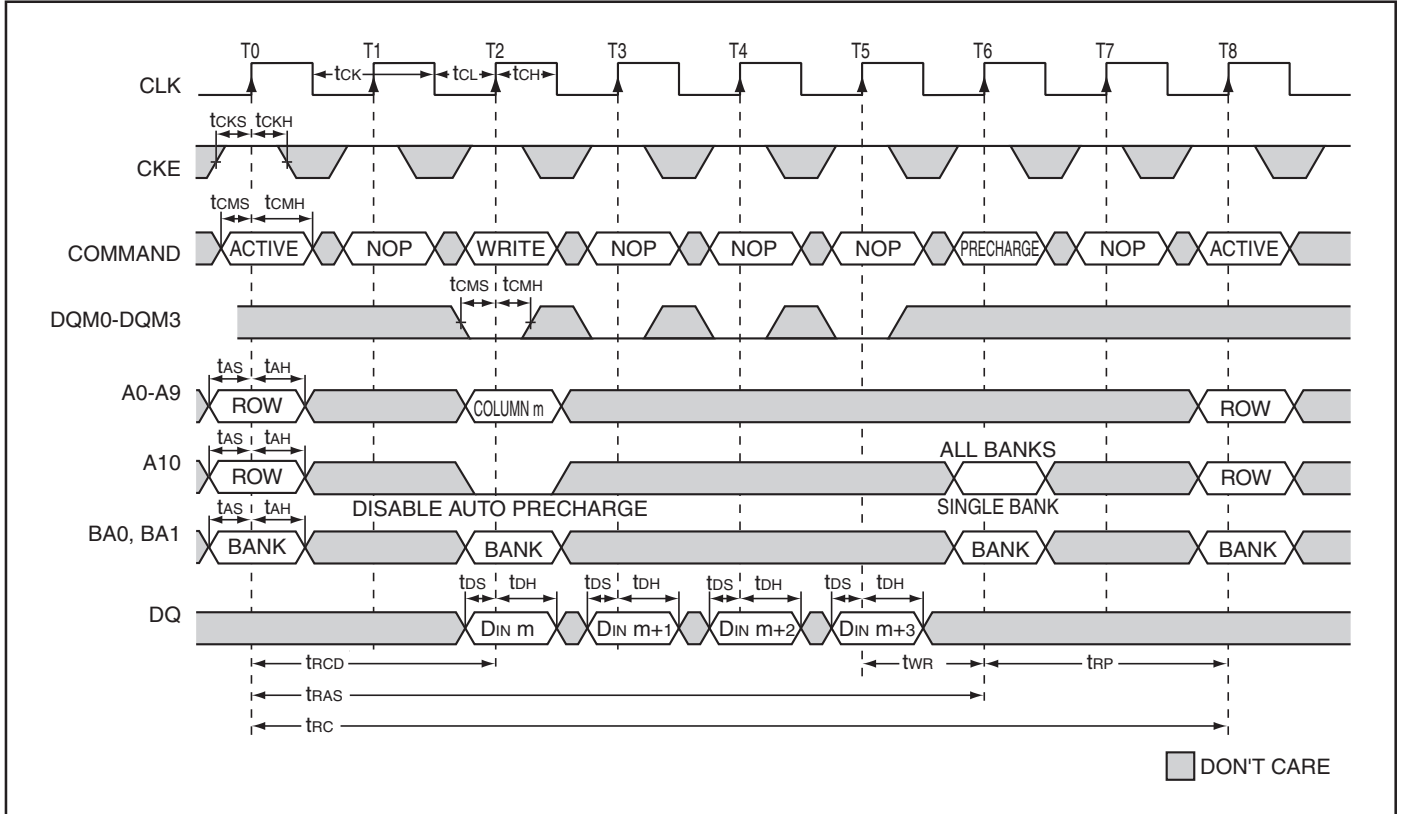 T0 T1 T2 T3 T4 T5 T6 T7 T8
CLK tCK tCL tCH
tCKS tCKH
CKE
tCMS tCMH
COMMAND ACTIVE NOP WRITE NOP NOP NOP PRECHARGE NOP ACTIVE
tCMS tCMH
DQM0-DQM3
tAS tAH
A0-A9 ROW COLUMN m ROW
tAS tAH ALL BANKS
A10 ROW ROW
tAS tAH DISABLE AUTO PRECHARGE SINGLE BANK
BA0, BA1 BANK BANK BANK BANK
tDS tDH tDS tDH tDS tDH tDS tDH
DQ DIN m DIN m+1 DIN m+2 DIN m+3
tRCD tWR tRP
tRAS
tRC
DON'T CARE